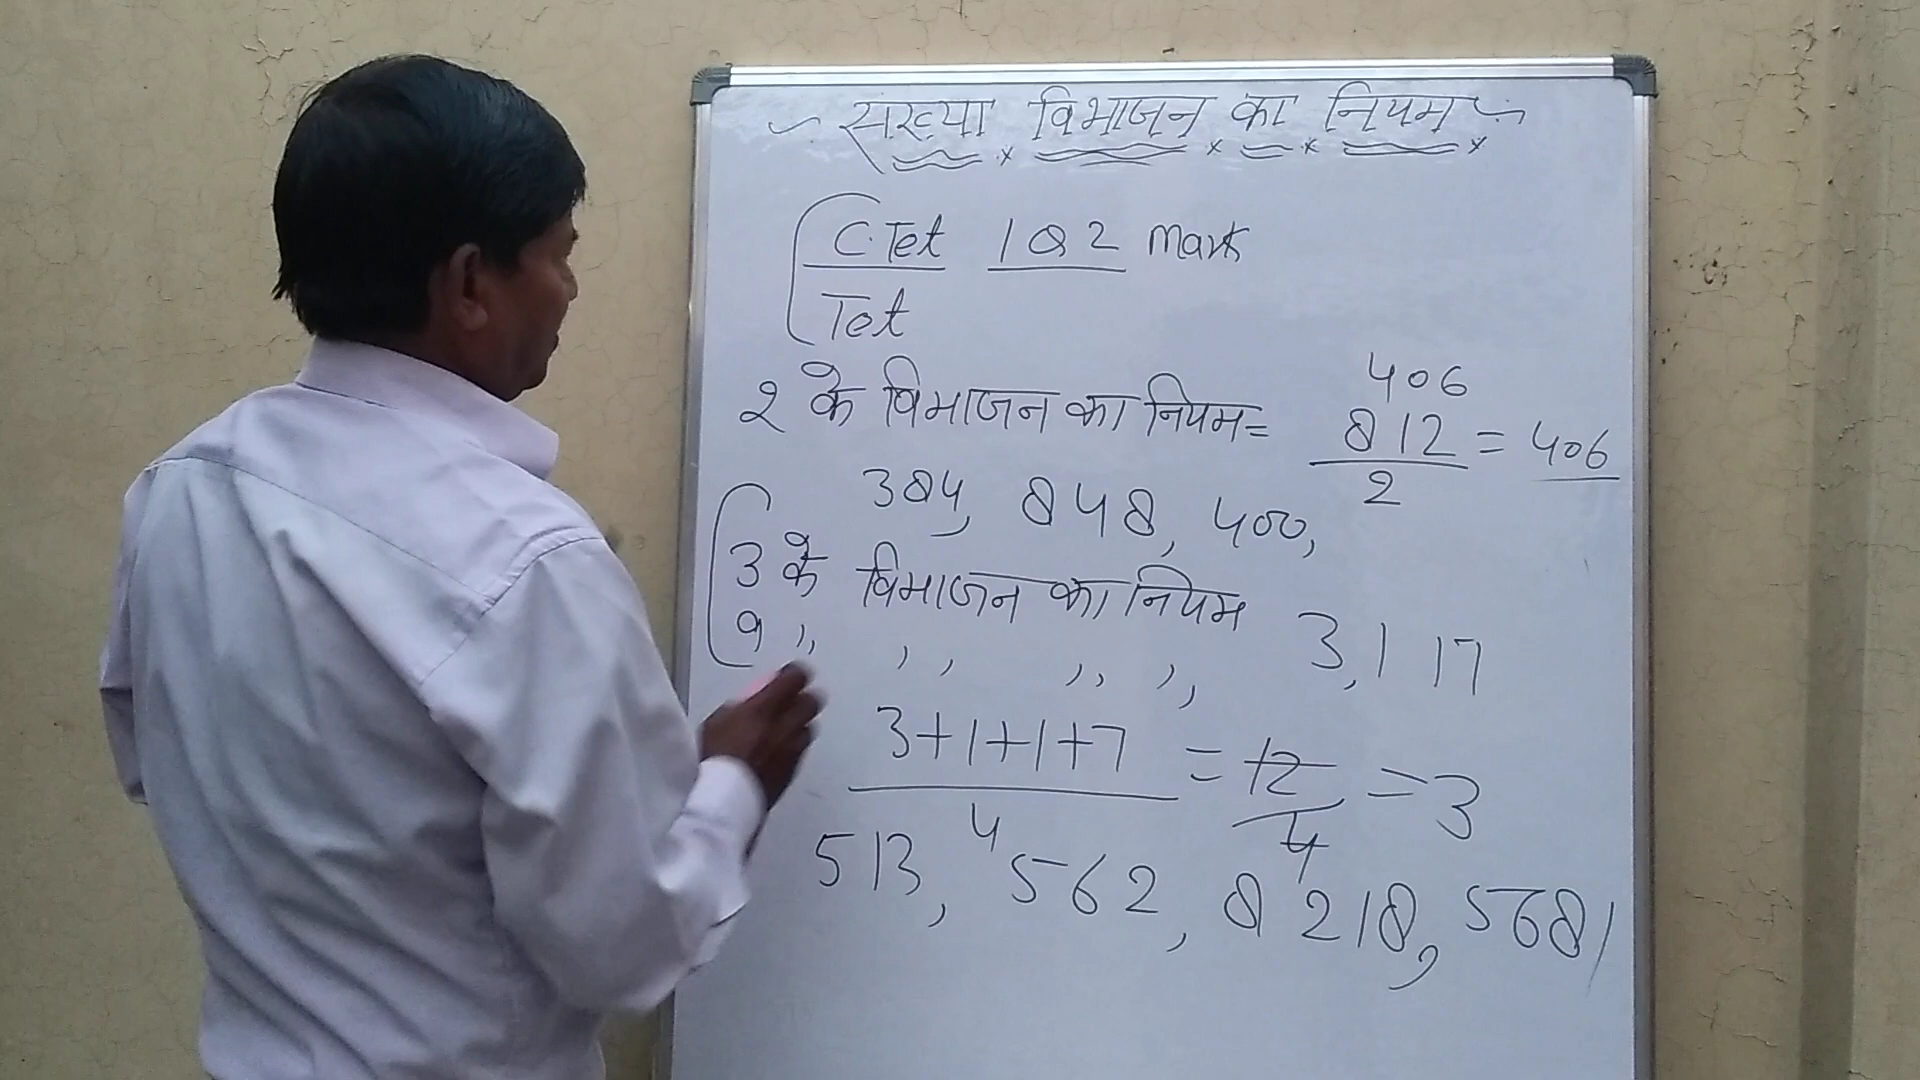 ~ संख्या विभाजन का नियम ~
C.Tet 1 & 2 Marks
Tet
2 के विभाजन का नियम =
406
812 = 406
2
384, 848, 400,
3 के विभाजन का नियम
9 ,, ,, ,, ,, 3,117
3+1+1+7 = 12 = 3
4 4
513, 562, 8218, 5681